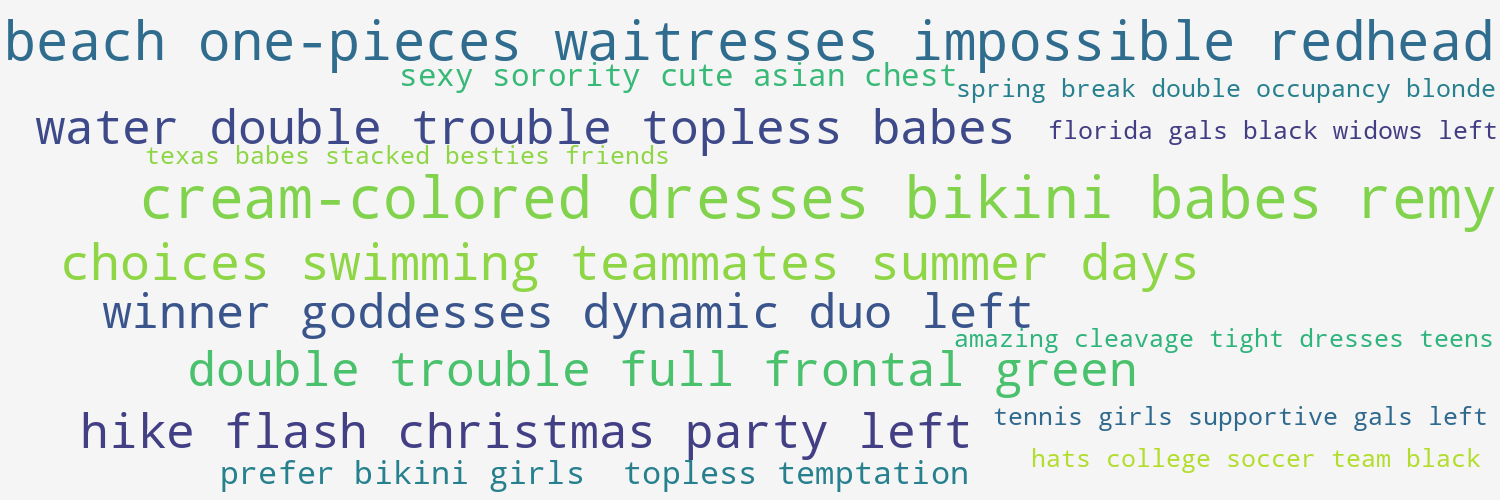 beach one-pieces waitresses impossible redhead
sexy sorority cute asian chest
spring break double occupancy blonde
water double trouble topless babes
florida gals black widows left
texas babes stacked besties friends
cream-colored dresses bikini babes remy
choices swimming teammates summer days
winner goddesses dynamic duo left
amazing cleavage tight dresses teens
double trouble full frontal green
hike flash christmas party left
tennis girls supportive gals left
hats college soccer team black
prefer bikini girls  topless temptation